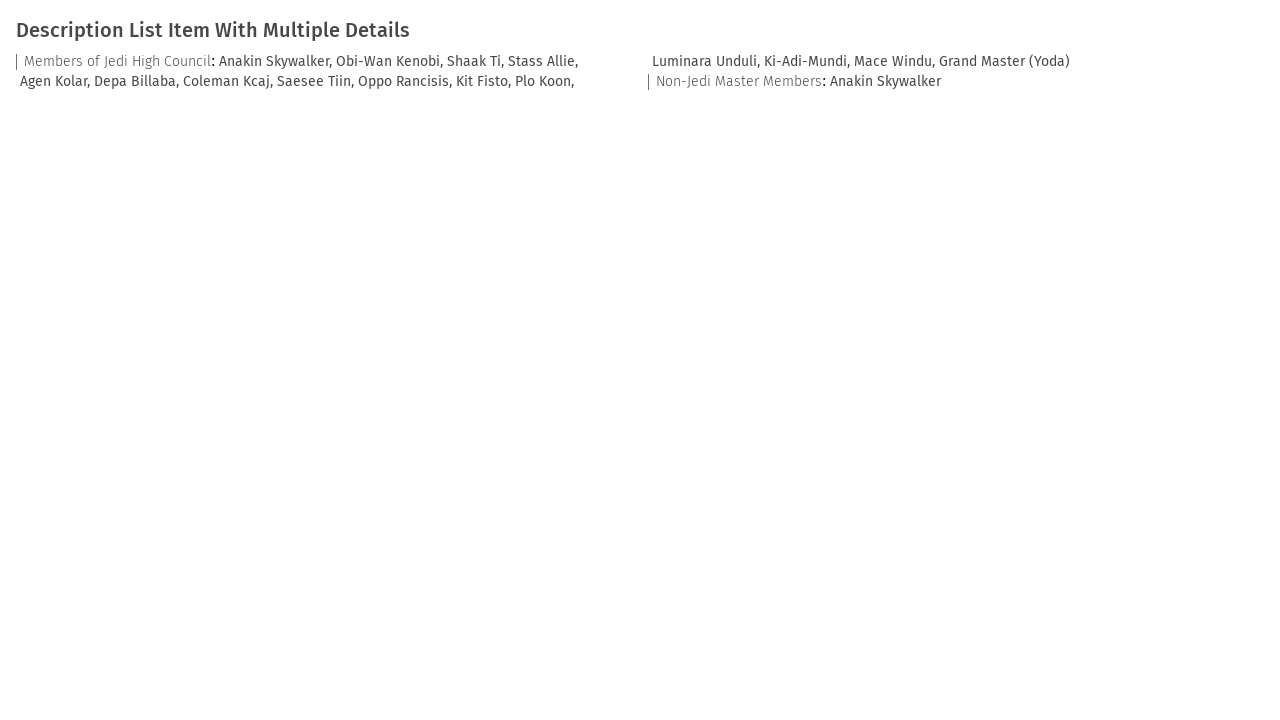 Description List Item With Multiple Details
Members of Jedi High Council: Anakin Skywalker, Obi-Wan Kenobi, Shaak Ti, Stass Allie,
Agen Kolar, Depa Billaba, Coleman Kcaj, Saesee Tiin, Oppo Rancisis, Kit Fisto, Plo Koon,
Luminara Unduli, Ki-Adi-Mundi, Mace Windu, Grand Master (Yoda)
Non-Jedi Master Members: Anakin Skywalker